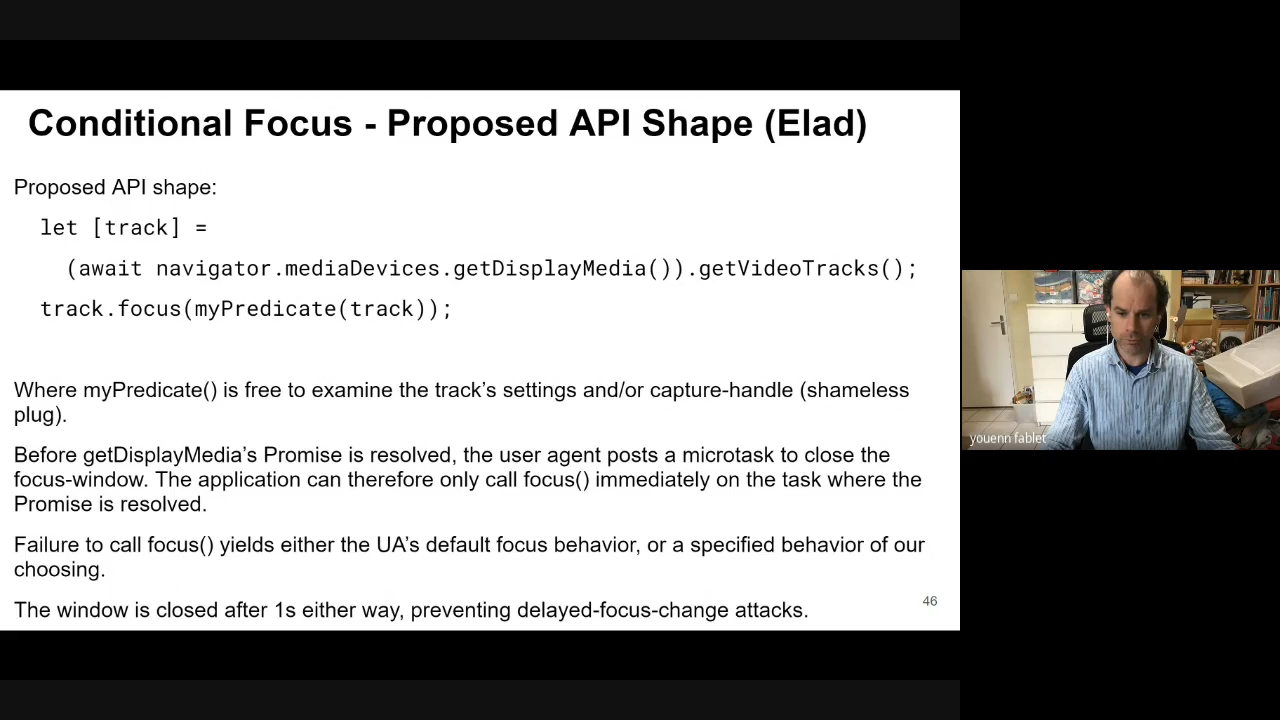 Conditional Focus - Proposed API Shape (Elad)
Proposed API shape:
let [track] =
(await navigator.mediaDevices.getDisplayMedia()).getVideoTracks();
track.focus(myPredicate(track));
Where myPredicate() is free to examine the track’s settings and/or capture-handle (shameless
plug).
Before getDisplayMedia’s Promise is resolved, the user agent posts a microtask to close the
focus-window. The application can therefore only call focus() immediately on the task where the
Promise is resolved.
Failure to call focus() yields either the UA’s default focus behavior, or a specified behavior of our
choosing.
The window is closed after 1s either way, preventing delayed-focus-change attacks.
46
youenn fablet